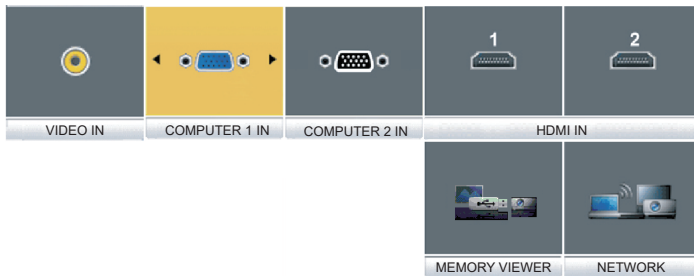 1
2
VIDEO IN
COMPUTER 1 IN
COMPUTER 2 IN
HDMI IN
MEMORY VIEWER
NETWORK